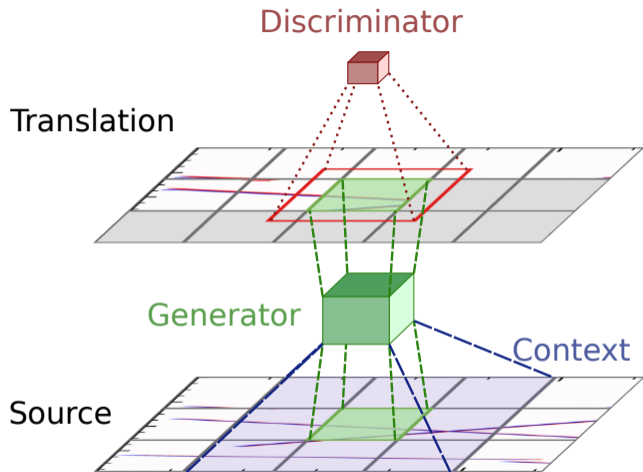 Discriminator
Translation
Generator
Context
Source